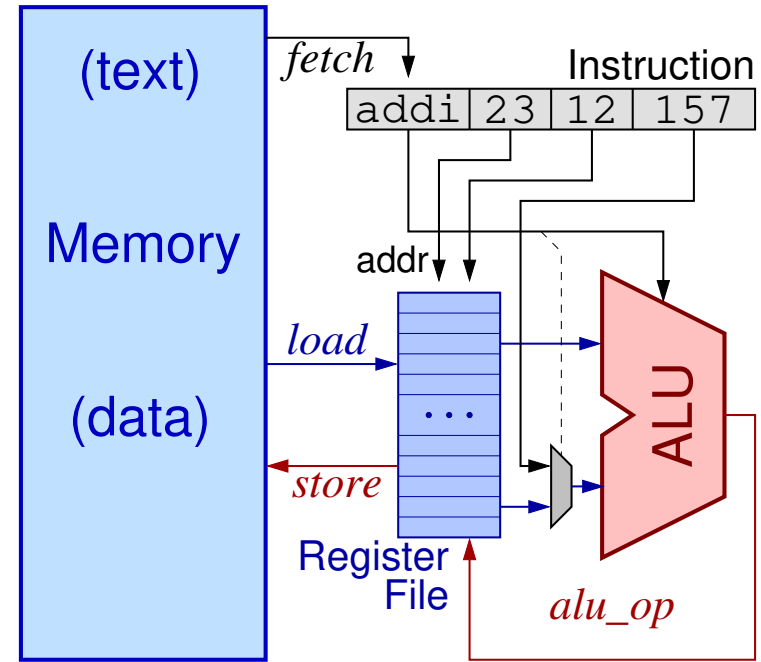 (text)
fetch
Instruction
addi 23 12 157
Memory
addr
load
ALU
(data)
...
store
Register
File
alu_op